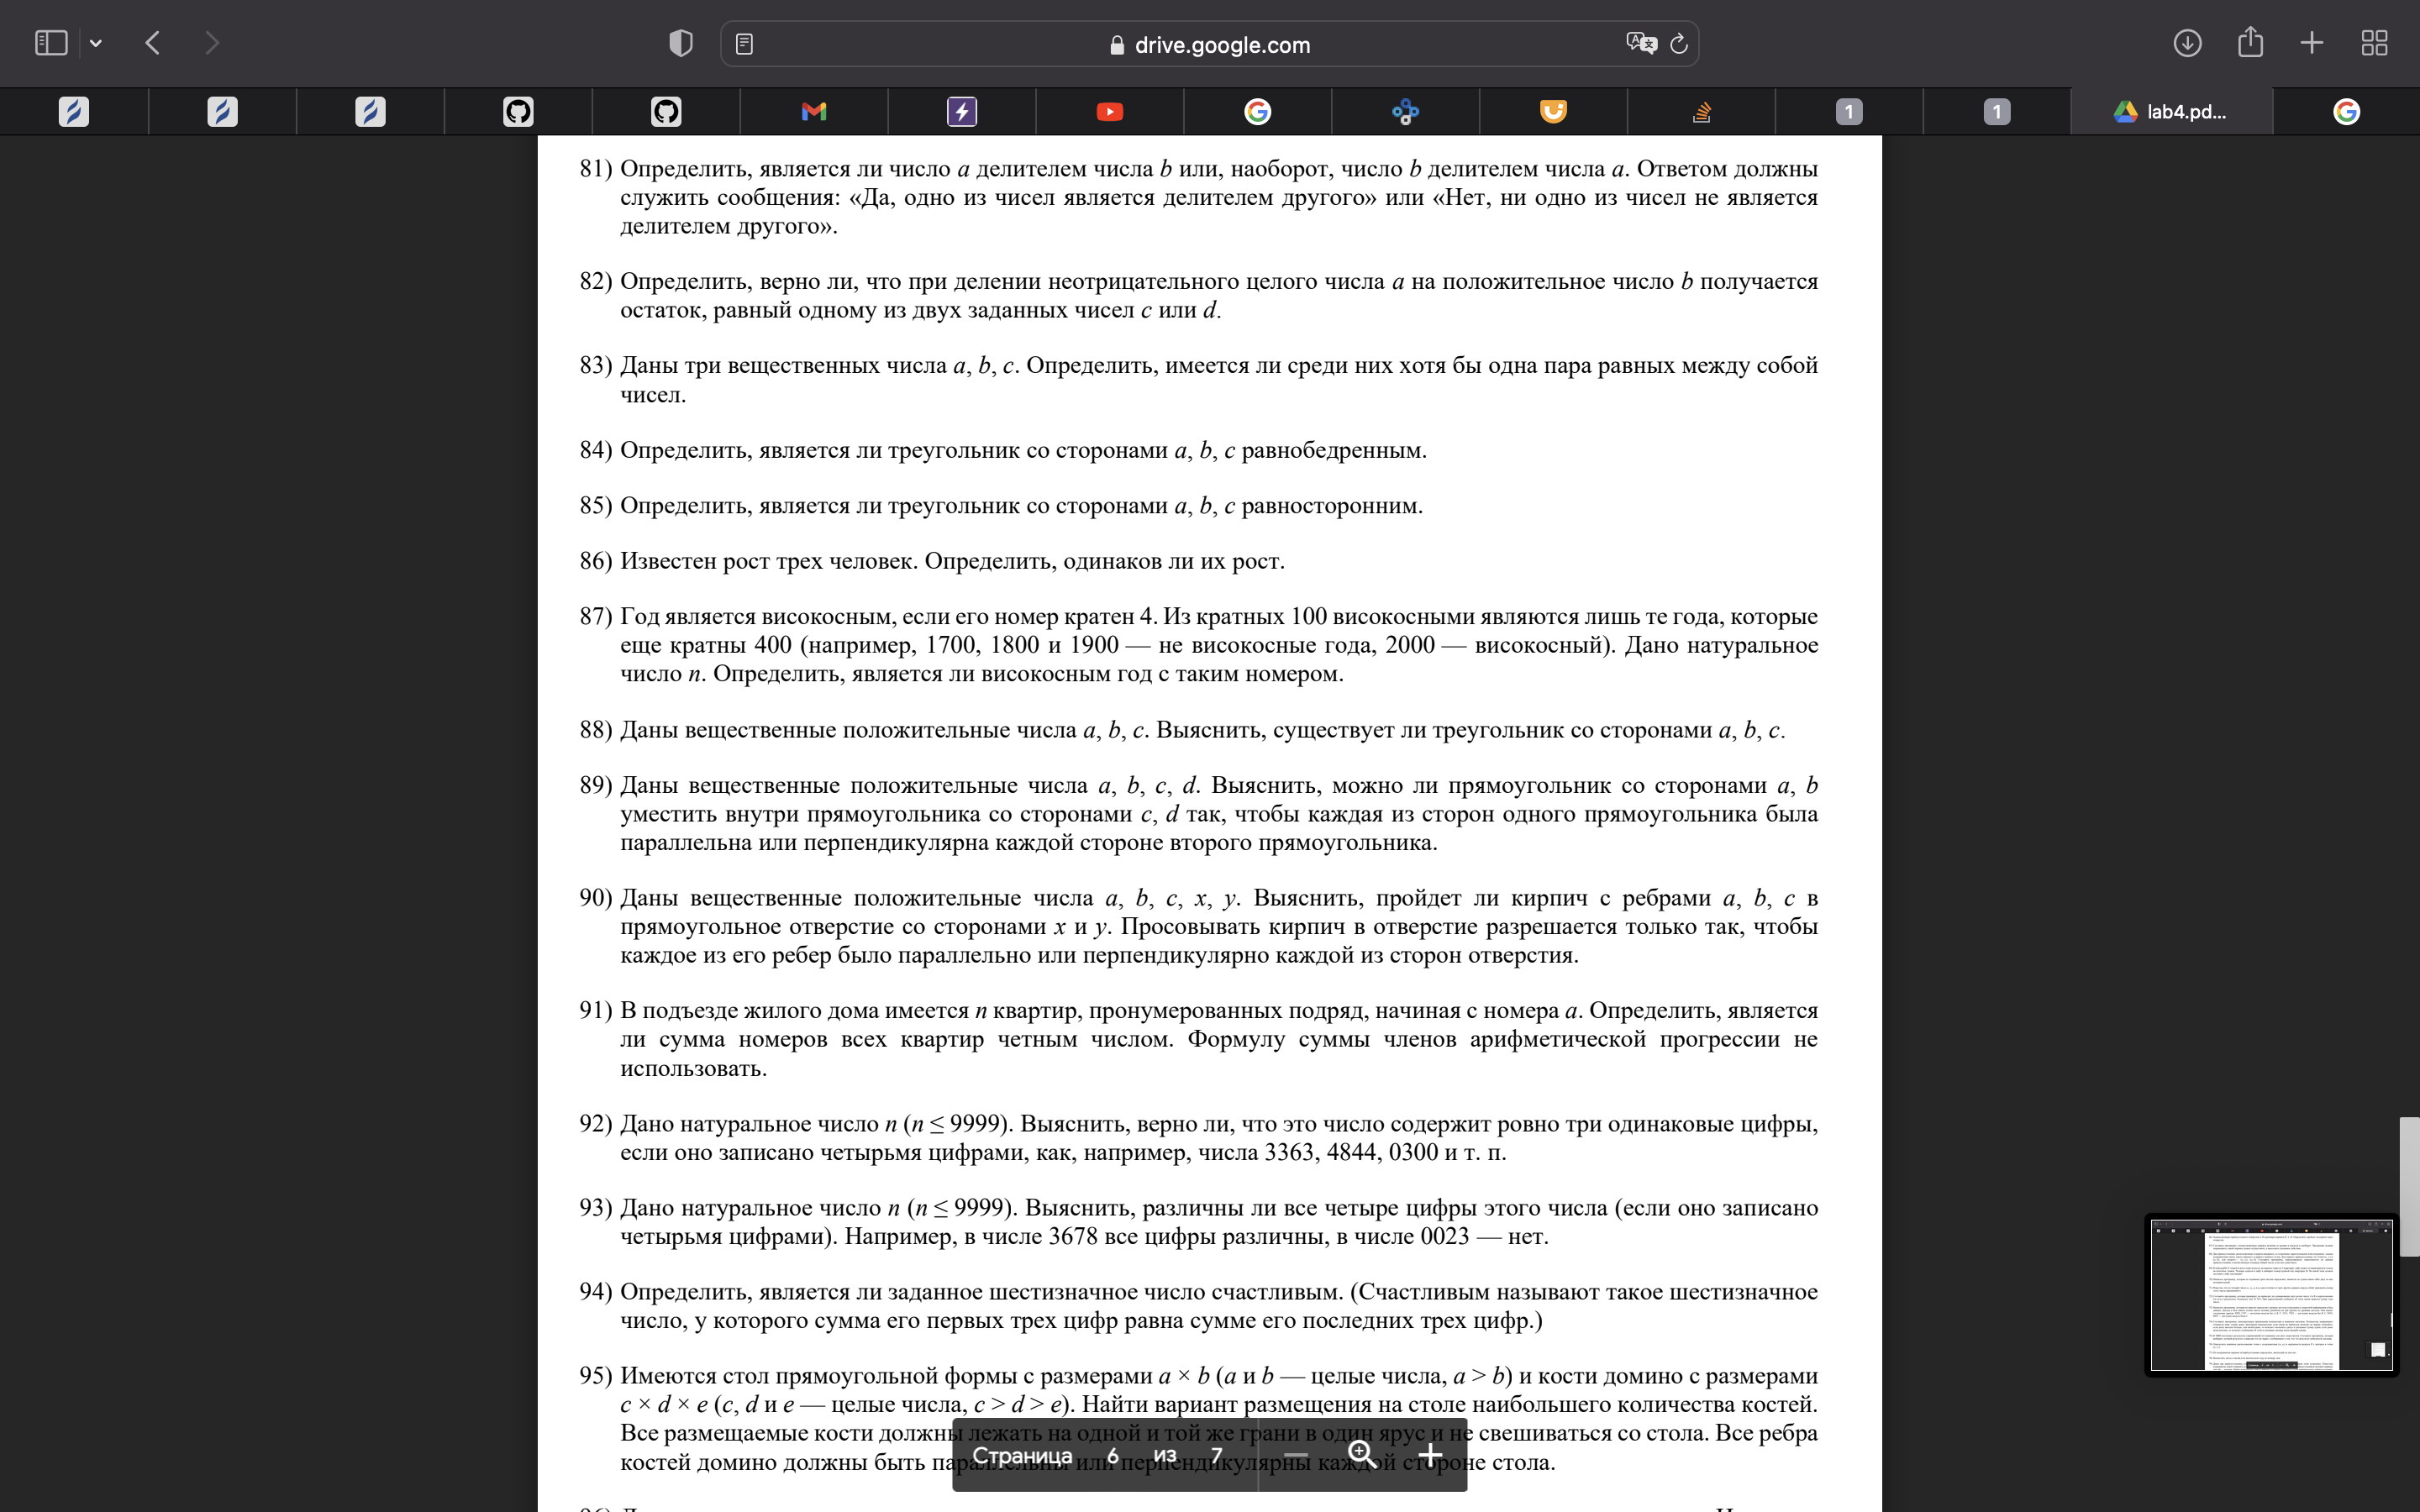 drive.google.com
1
1
lab4.pd...
81) Определить, является ли число a делителем числа b или, наоборот, число b делителем числа a. Ответом должны
служить сообщения: «Да, одно из чисел является делителем другого» или «Нет, ни одно из чисел не является
делителем другого».
82) Определить, верно ли, что при делении неотрицательного целого числа a на положительное число b получается
остаток, равный одному из двух заданных чисел c или d.
83) Даны три вещественных числа a, b, c. Определить, имеется ли среди них хотя бы одна пара равных между собой
чисел.
84) Определить, является ли треугольник со сторонами a, b, c равнобедренным.
85) Определить, является ли треугольник со сторонами a, b, c равносторонним.
86) Известен рост трех человек. Определить, одинаков ли их рост.
87) Год является високосным, если его номер кратен 4. Из кратных 100 високосными являются лишь те года, которые
еще кратны 400 (например, 1700, 1800 и 1900 — не високосные года, 2000 — високосный). Дано натуральное
число n. Определить, является ли високосным год с таким номером.
88) Даны вещественные положительные числа a, b, c. Выяснить, существует ли треугольник со сторонами a, b, c.
89) Даны вещественные положительные числа a, b, c, d. Выяснить, можно ли прямоугольник со сторонами a, b
уместить внутри прямоугольника со сторонами c, d так, чтобы каждая из сторон одного прямоугольника была
параллельна или перпендикулярна каждой стороне второго прямоугольника.
90) Даны вещественные положительные числа a, b, c, x, y. Выяснить, пройдет ли кирпич с ребрами a, b, c в
прямоугольное отверстие со сторонами x и y. Просовывать кирпич в отверстие разрешается только так, чтобы
каждое из его ребер было параллельно или перпендикулярно каждой из сторон отверстия.
91) В подъезде жилого дома имеется n квартир, пронумерованных подряд, начиная с номера a. Определить, является
ли сумма номеров всех квартир четным числом. Формулу суммы членов арифметической прогрессии не
использовать.
92) Дано натуральное число n (n ≤ 9999). Выяснить, верно ли, что это число содержит ровно три одинаковые цифры,
если оно записано четырьмя цифрами, как, например, числа 3363, 4844, 0300 и т. п.
93) Дано натуральное число n (n ≤ 9999). Выяснить, различны ли все четыре цифры этого числа (если оно записано
четырьмя цифрами). Например, в числе 3678 все цифры различны, в числе 0023 — нет.
94) Определить, является ли заданное шестизначное число счастливым. (Счастливым называют такое шестизначное
число, у которого сумма его первых трех цифр равна сумме его последних трех цифр.)
95) Имеются стол прямоугольной формы с размерами a × b (a и b — целые числа, a > b) и кости домино с размерами
c × d × e (c, d и e — целые числа, c > d > e). Найти вариант размещения на столе наибольшего количества костей.
Все размещаемые кости должны лежать на одной и той же грани в один ярус и не свешиваться со стола. Все ребра
костей домино должны быть параллельны или перпендикулярны каждой стороне стола.
Страница 6 из 7